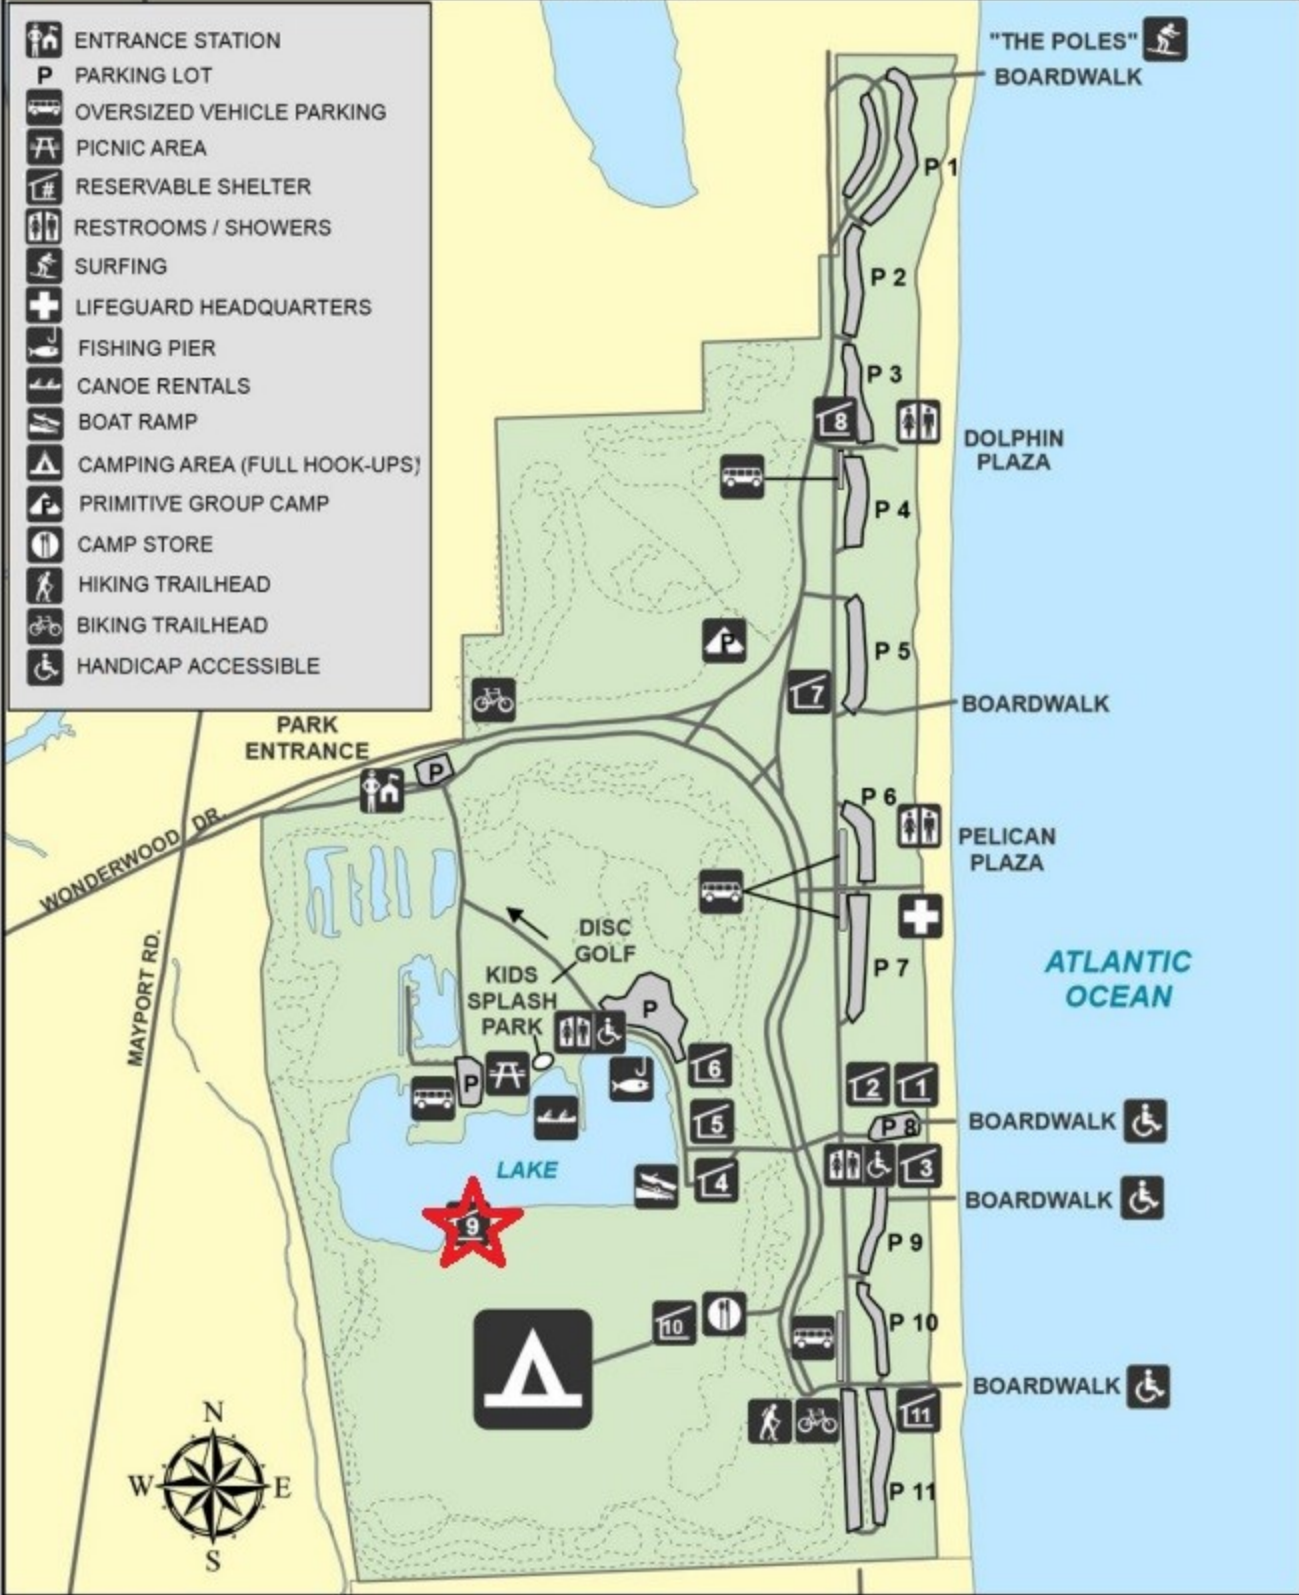 ENTRANCE STATION
P PARKING LOT
OVERSIZED VEHICLE PARKING
PICNIC AREA
# RESERVABLE SHELTER
RESTROOMS / SHOWERS
SURFING
LIFEGUARD HEADQUARTERS
FISHING PIER
CANOE RENTALS
BOAT RAMP
CAMPING AREA (FULL HOOK-UPS)
P PRIMITIVE GROUP CAMP
CAMP STORE
HIKING TRAILHEAD
BIKING TRAILHEAD
HANDICAP ACCESSIBLE
"THE POLES"
BOARDWALK
P 1
P 2
P 3
8
DOLPHIN
PLAZA
P 4
P
P 5
7
BOARDWALK
PARK
ENTRANCE
P
WONDERWOOD DR.
MAYPORT RD.
P 6
PELICAN
PLAZA
P 7
ATLANTIC
OCEAN
DISC
GOLF
KIDS
SPLASH
PARK
P
P
6
5
4
LAKE
9
2
1
P 8
BOARDWALK
3
BOARDWALK
P 9
P 10
10
BOARDWALK
11
P 11
N
W E
S